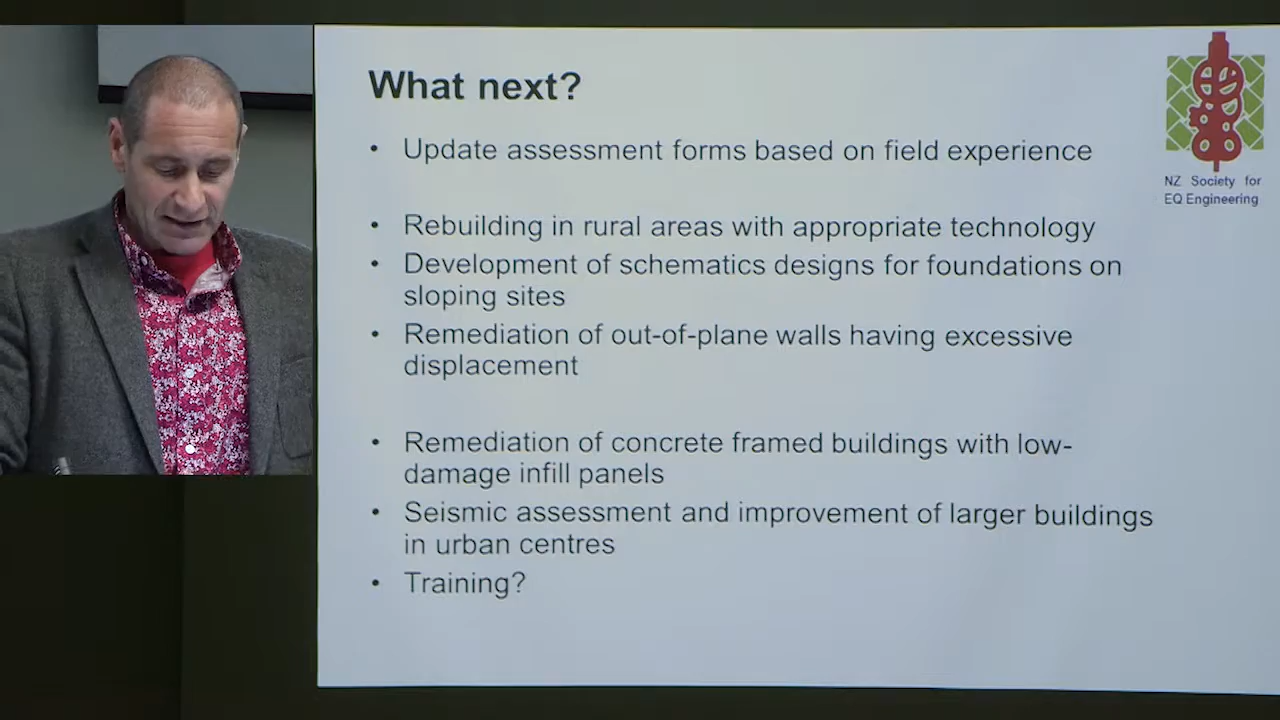 What next?
• Update assessment forms based on field experience
• Rebuilding in rural areas with appropriate technology
• Development of schematics designs for foundations on
sloping sites
• Remediation of out-of-plane walls having excessive
displacement
• Remediation of concrete framed buildings with low-
damage infill panels
• Seismic assessment and improvement of larger buildings
in urban centres
• Training?
NZ Society for
EQ Engineering